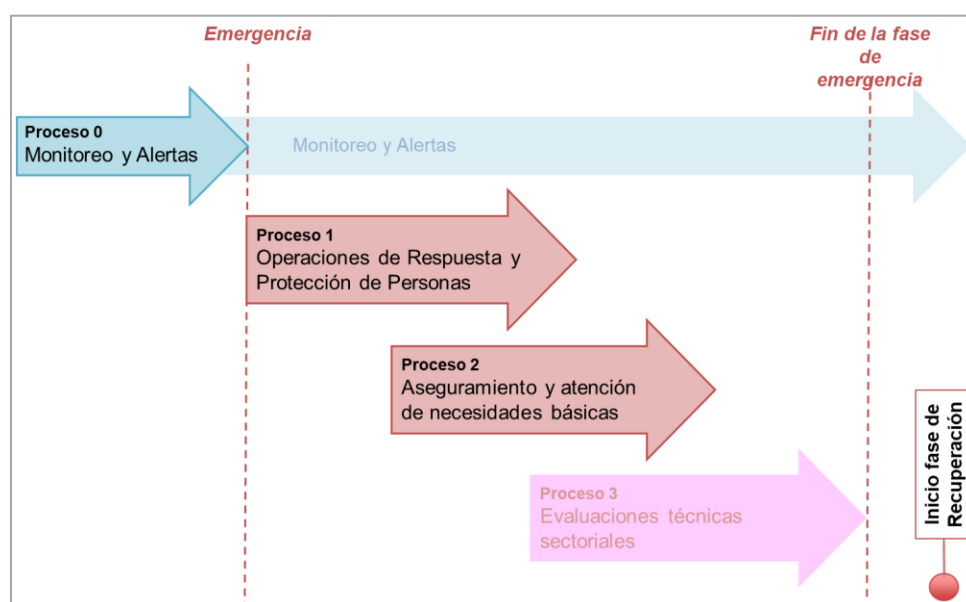 Emergencia
Fin de la fase
de
emergencia
Proceso 0
Monitoreo y Alertas
Monitoreo y Alertas
Proceso 1
Operaciones de Respuesta y
Protección de Personas
Proceso 2
Aseguramiento y atención
de necesidades básicas
Proceso 3
Evaluaciones técnicas
sectoriales
Inicio fase de
Recuperación